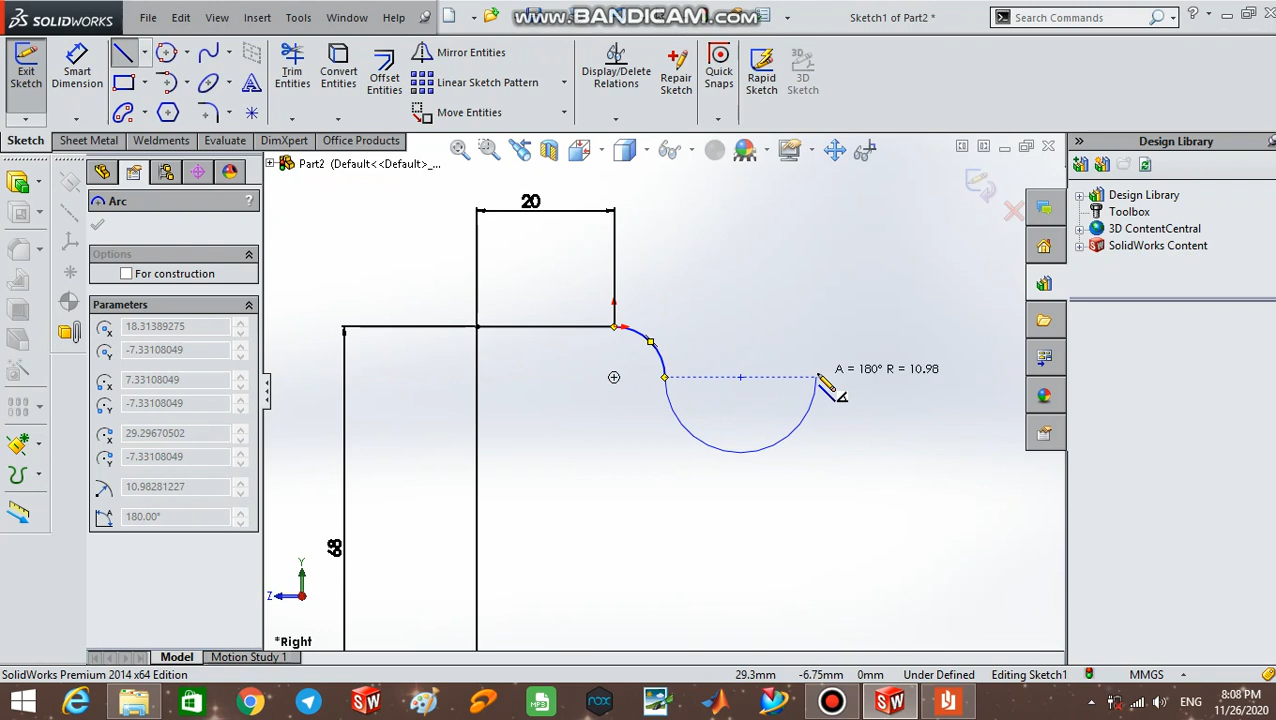 SOLIDWORKS
File Edit View Insert Tools Window Help
www.BANDICAM.com
Sketch1 of Part2 *
Search Commands
Exit Sketch
Smart Dimension
Trim Entities
Convert Entities
Offset Entities
Mirror Entities
Linear Sketch Pattern
Move Entities
Display/Delete Relations
Repair Sketch
Quick Snaps
Rapid Sketch
3D Sketch
Sketch Sheet Metal Weldments Evaluate DimXpert Office Products
Part2 (Default<<Default>_...
Design Library
Arc
?
Options
For construction
Parameters
18.31389275
-7.33108049
7.33108049
-7.33108049
29.29670502
-7.33108049
10.98281227
180.00°
20
68
A = 180° R = 10.98
Y
Z
*Right
Design Library
Toolbox
3D ContentCentral
SolidWorks Content
Model Motion Study 1
SolidWorks Premium 2014 x64 Edition
29.3mm -6.75mm 0mm Under Defined Editing Sketch1 MMGS
ENG
8:08 PM
11/26/2020